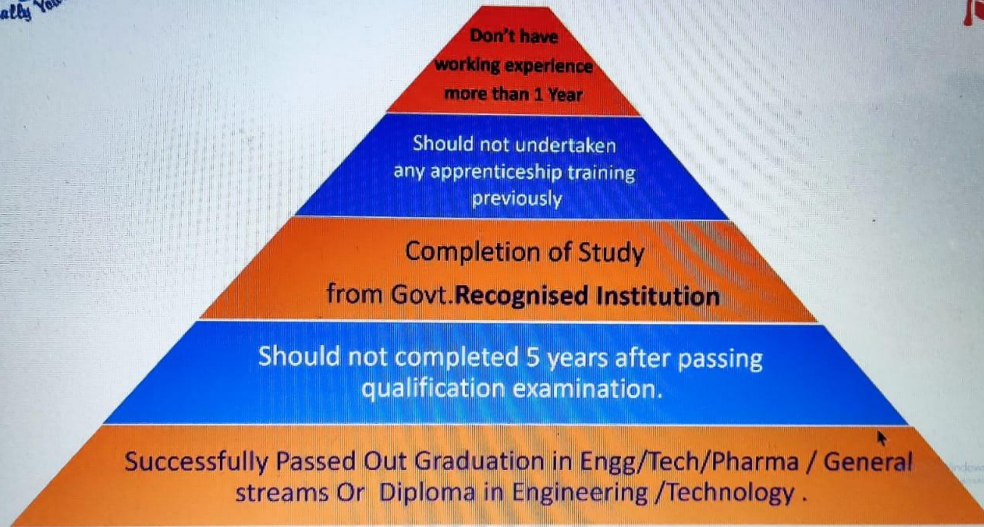 Don't have
working experience
more than 1 Year
Should not undertaken
any apprenticeship training
previously
Completion of Study
from Govt.Recognised Institution
Should not completed 5 years after passing
qualification examination.
Successfully Passed Out Graduation in Engg/Tech/Pharma / General
streams Or Diploma in Engineering /Technology .